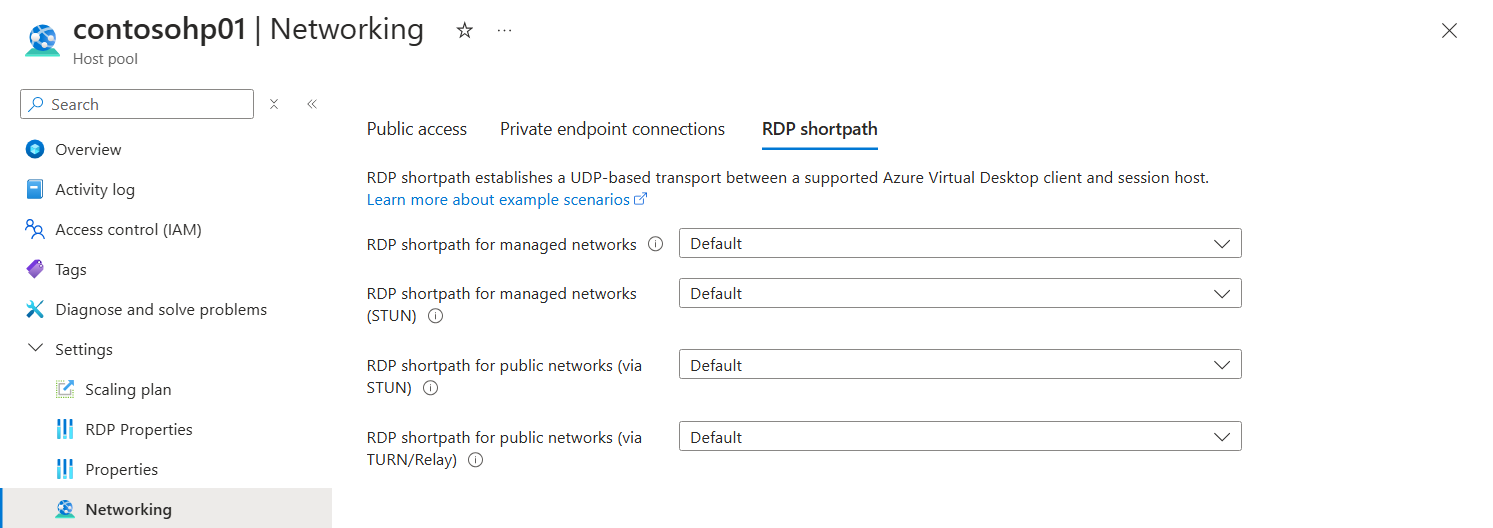 contosohp01 | Networking
Host pool
Search
Overview
Activity log
Access control (IAM)
Tags
Diagnose and solve problems
Settings
Scaling plan
RDP Properties
Properties
Networking
Public access
Private endpoint connections
RDP shortpath
RDP shortpath establishes a UDP-based transport between a supported Azure Virtual Desktop client and session host.
Learn more about example scenarios
RDP shortpath for managed networks
Default
RDP shortpath for managed networks
(STUN)
Default
RDP shortpath for public networks (via
STUN)
Default
RDP shortpath for public networks (via
TURN/Relay)
Default